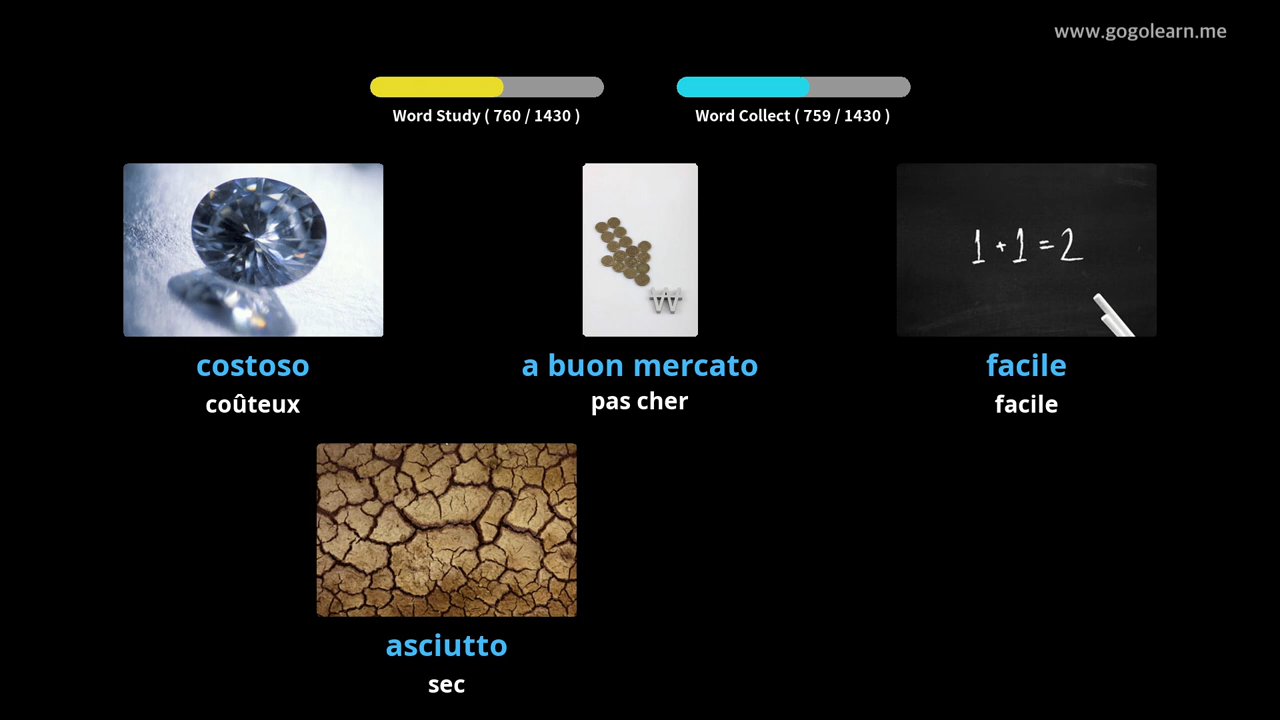 www.gogolearn.me
Word Study ( 760 / 1430 )
Word Collect ( 759 / 1430 )
1 + 1 = 2
costoso
coûteux
a buon mercato
pas cher
facile
facile
asciutto
sec